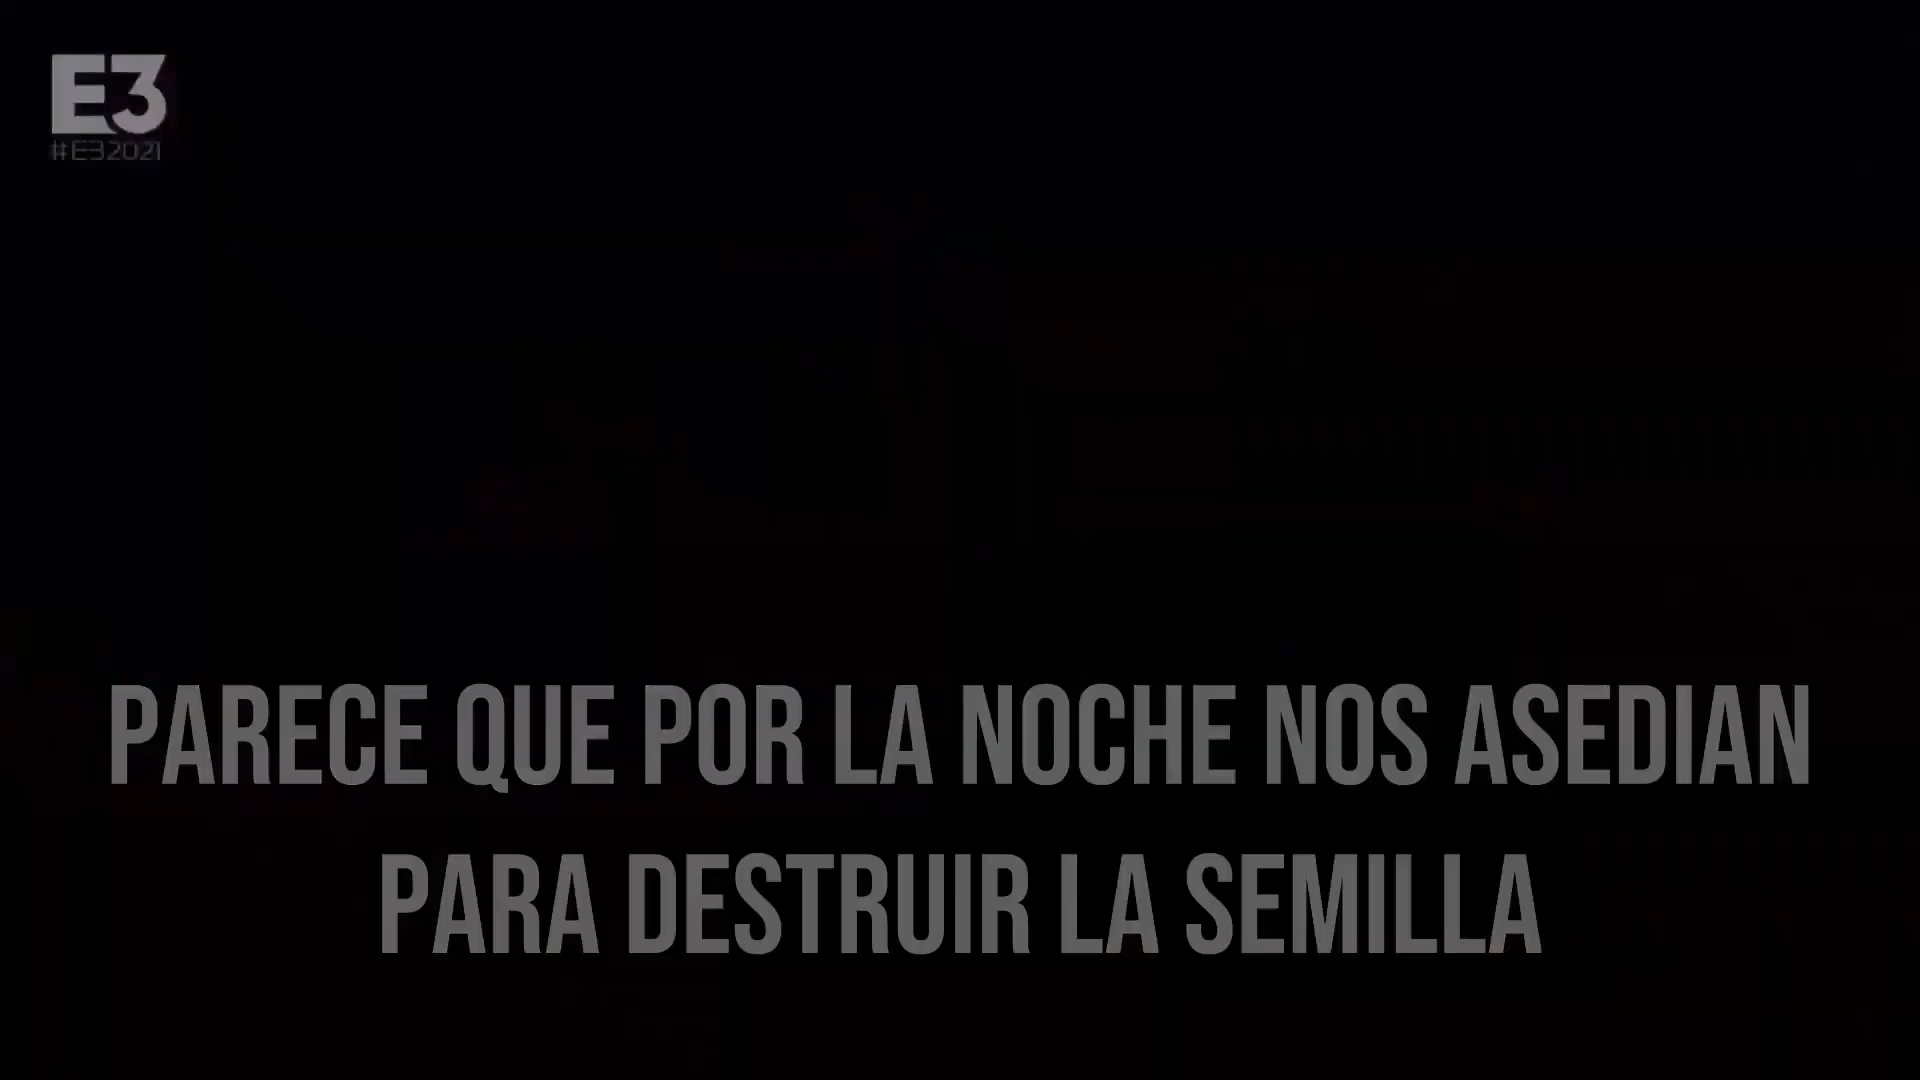 E3
#E32021
PARECE QUE POR LA NOCHE NOS ASEDIAN
PARA DESTRUIR LA SEMILLA